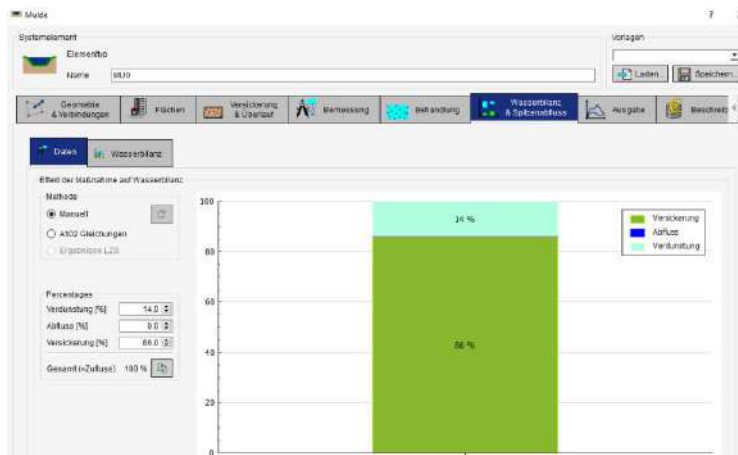 Mulde
?
Systemelement
Elementtyp
Name MU0
Vorlagen
Laden...
Speichern...
Geometrie & Verbindungen
Flächen
Versickerung & Überlauf
Bemessung
Behandlung
Wasserbilanz & Spitzenabfluss
Ausgabe
Daten
Wasserbilanz
Effekt der Maßnahme auf Wasserbilanz
Methode
Manuell
A102 Gleichungen
Ergebnisse LZS
Percentages
Verdunstung [%] 14.0
Abfluss [%] 0.0
Versickerung [%] 86.0
Gesamt (=Zufluss) 100 %
100
80
60
40
20
0
14 %
86 %
Versickerung
Abfluss
Verdunstung